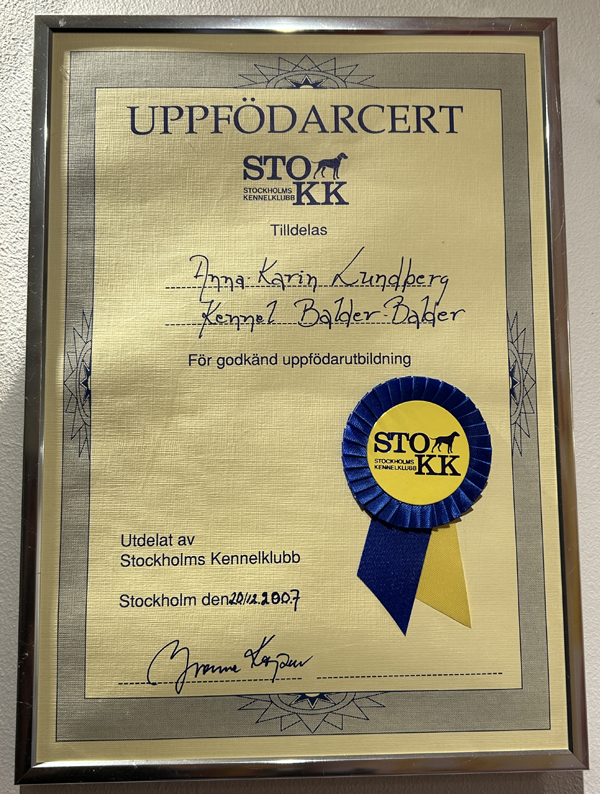 UPPFÖDARCERT
STO
STOCKHOLMS
KENNELKLUBB KK
Tilldelas
Anna-Karin Lundberg
Kennel Balder-Balder
För godkänd uppfödarutbildning
STO
STOCKHOLMS
KENNELKLUBB KK
Utdelat av
Stockholms Kennelklubb
Stockholm den 20/12 2007
Yvonne